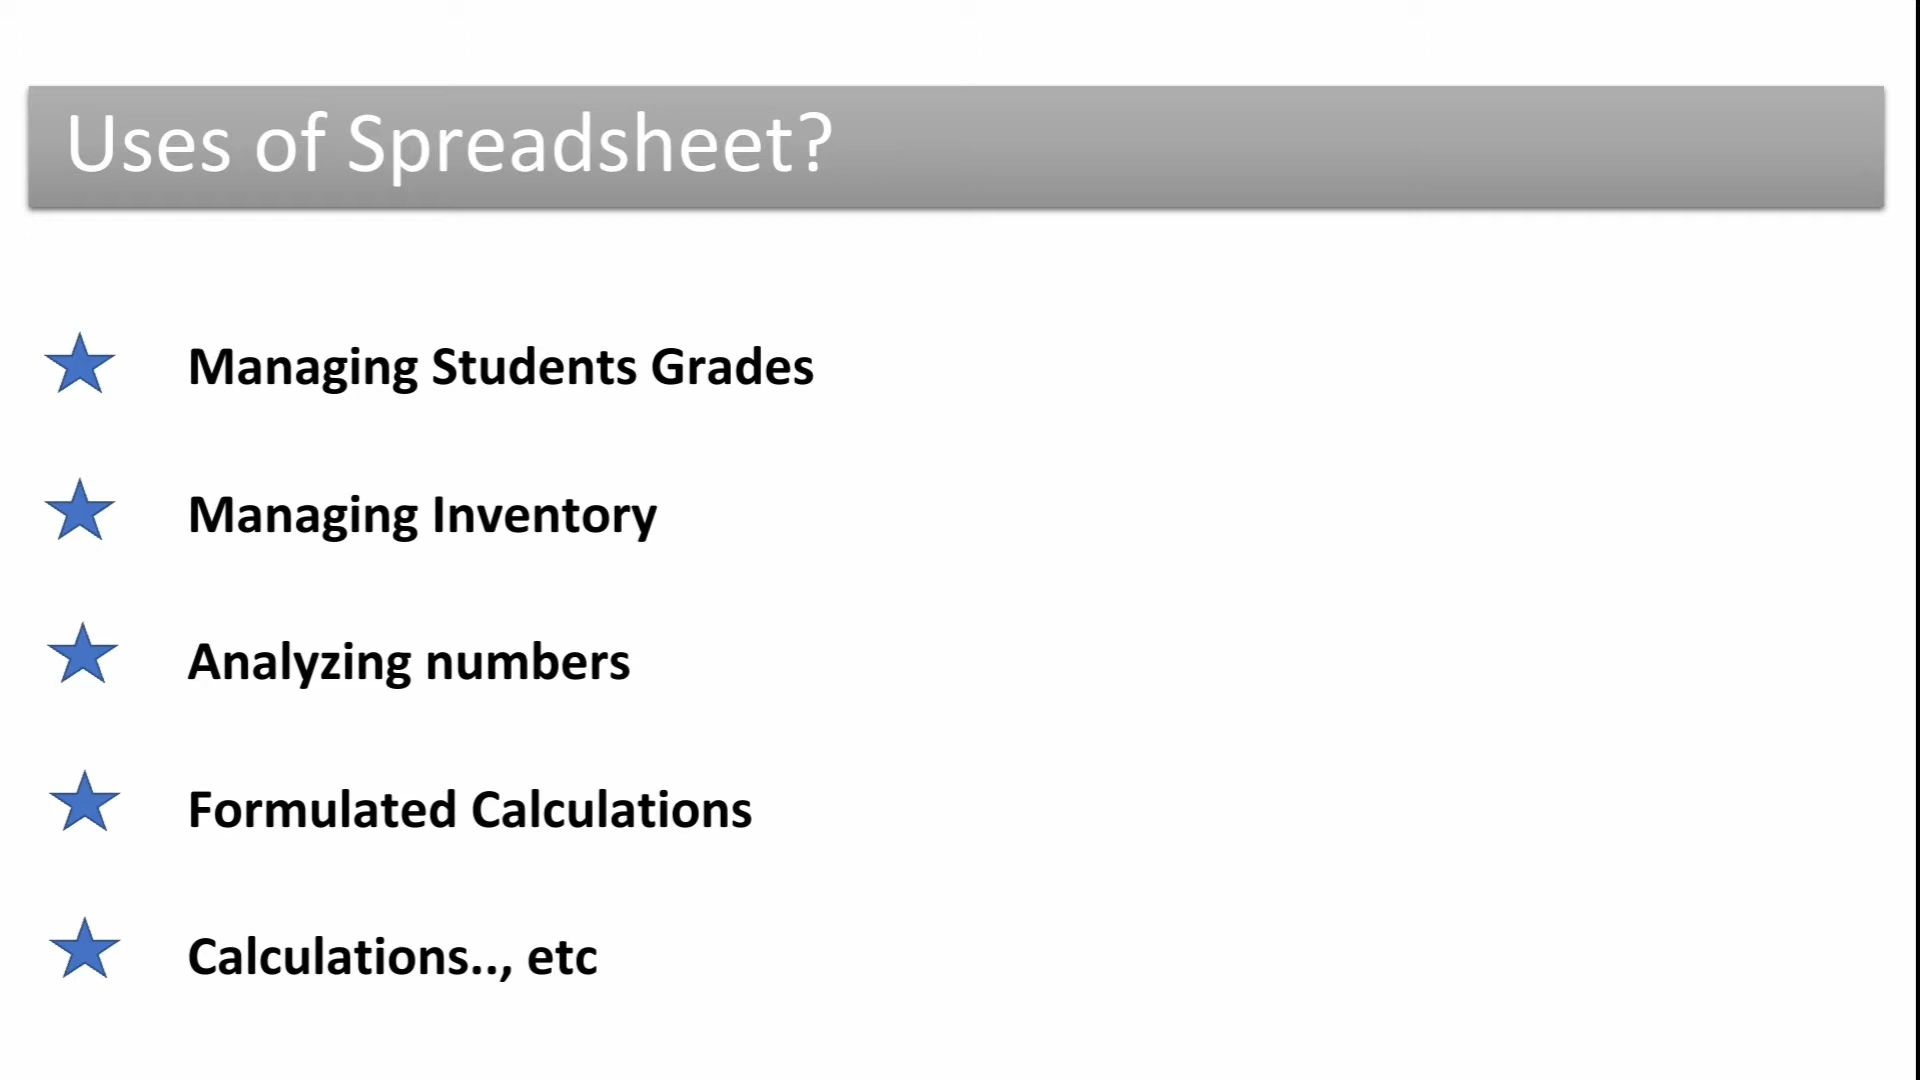 Uses of Spreadsheet?
Managing Students Grades
Managing Inventory
Analyzing numbers
Formulated Calculations
Calculations.., etc